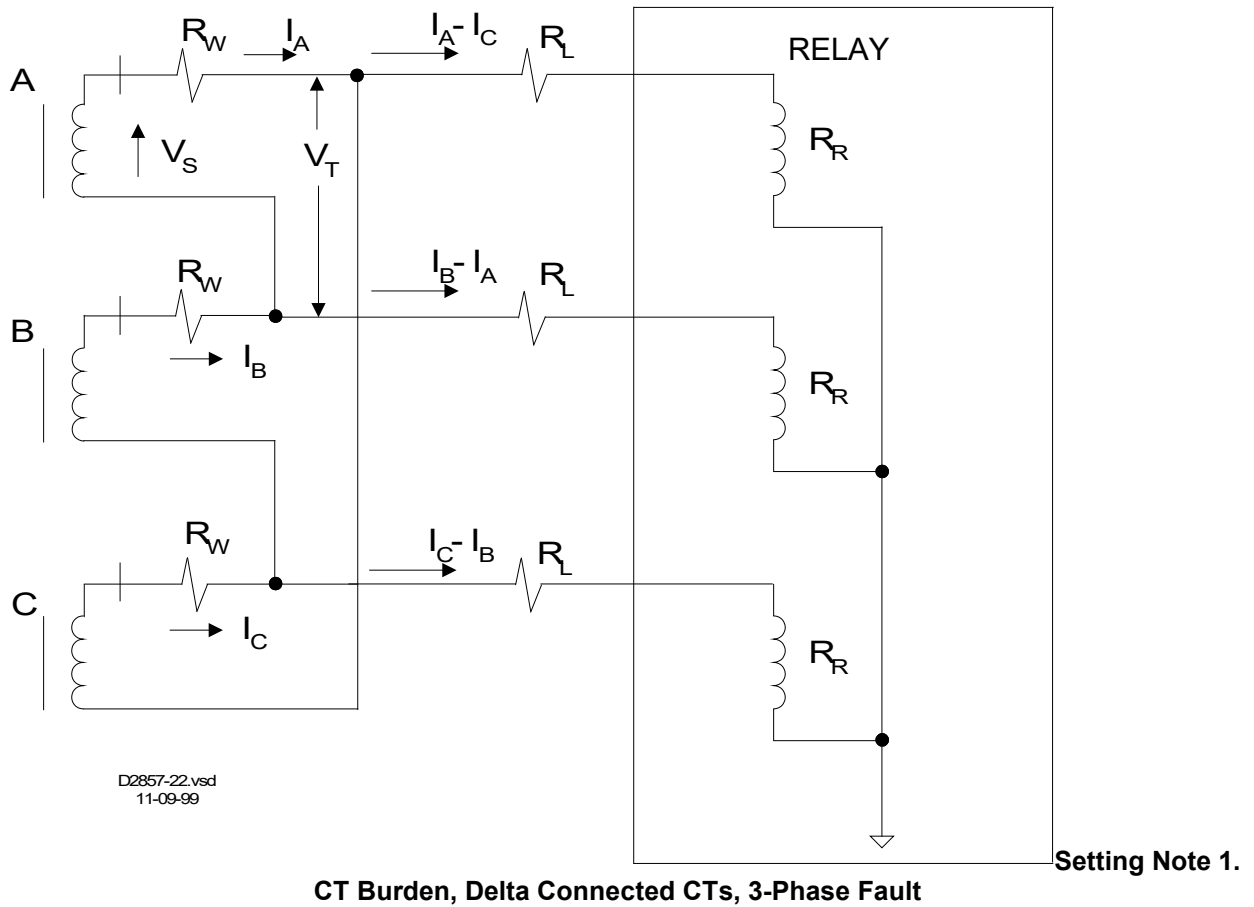 R_W I_A I_A- I_C R_L RELAY
A
V_S V_T R_R
R_W I_B- I_A R_L
B
I_B R_R
R_W I_C- I_B R_L
C
I_C R_R
D2857-22.vsd
11-09-99
Setting Note 1.
CT Burden, Delta Connected CTs, 3-Phase Fault